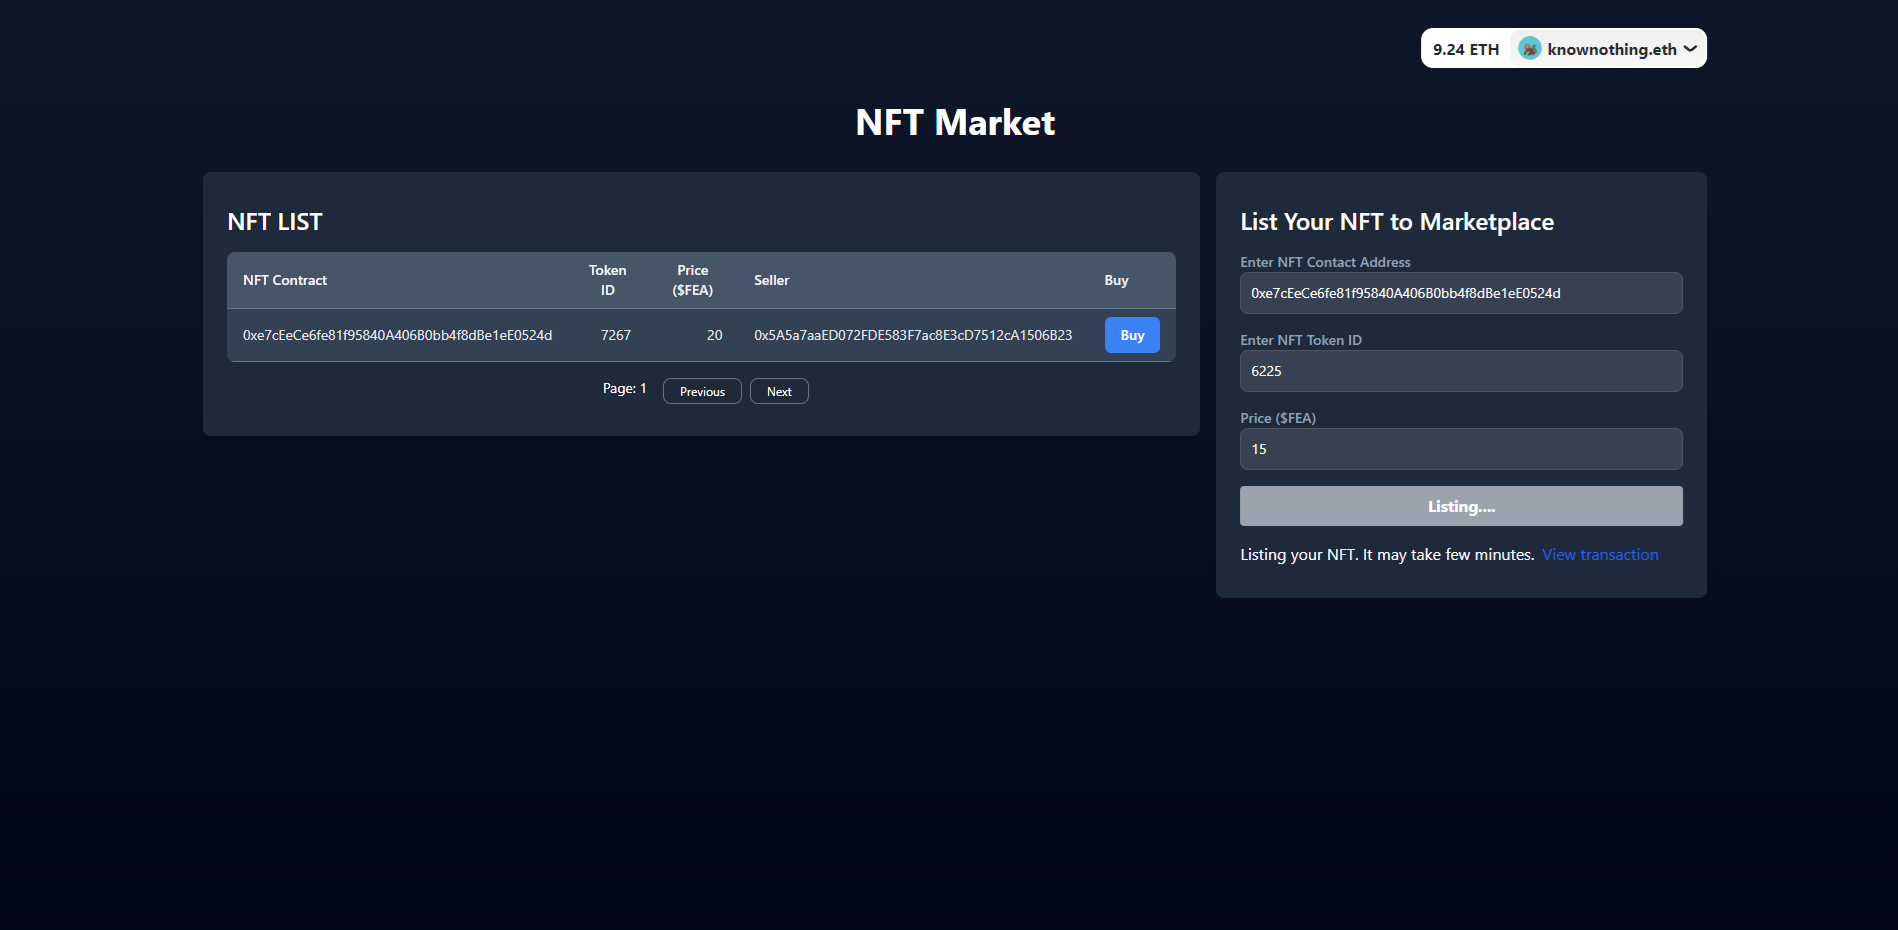 9.24 ETH knownothing.eth
NFT Market
NFT LIST
NFT Contract Token ID Price ($FEA) Seller Buy
0xe7cEeCe6fe81f95840A406B0bb4f8dBe1eE0524d 7267 20 0x5A5a7aaED072FDE583F7ac8E3cD7512cA1506B23 Buy
Page: 1 Previous Next
List Your NFT to Marketplace
Enter NFT Contact Address
0xe7cEeCe6fe81f95840A406B0bb4f8dBe1eE0524d
Enter NFT Token ID
6225
Price ($FEA)
15
Listing....
Listing your NFT. It may take few minutes. View transaction